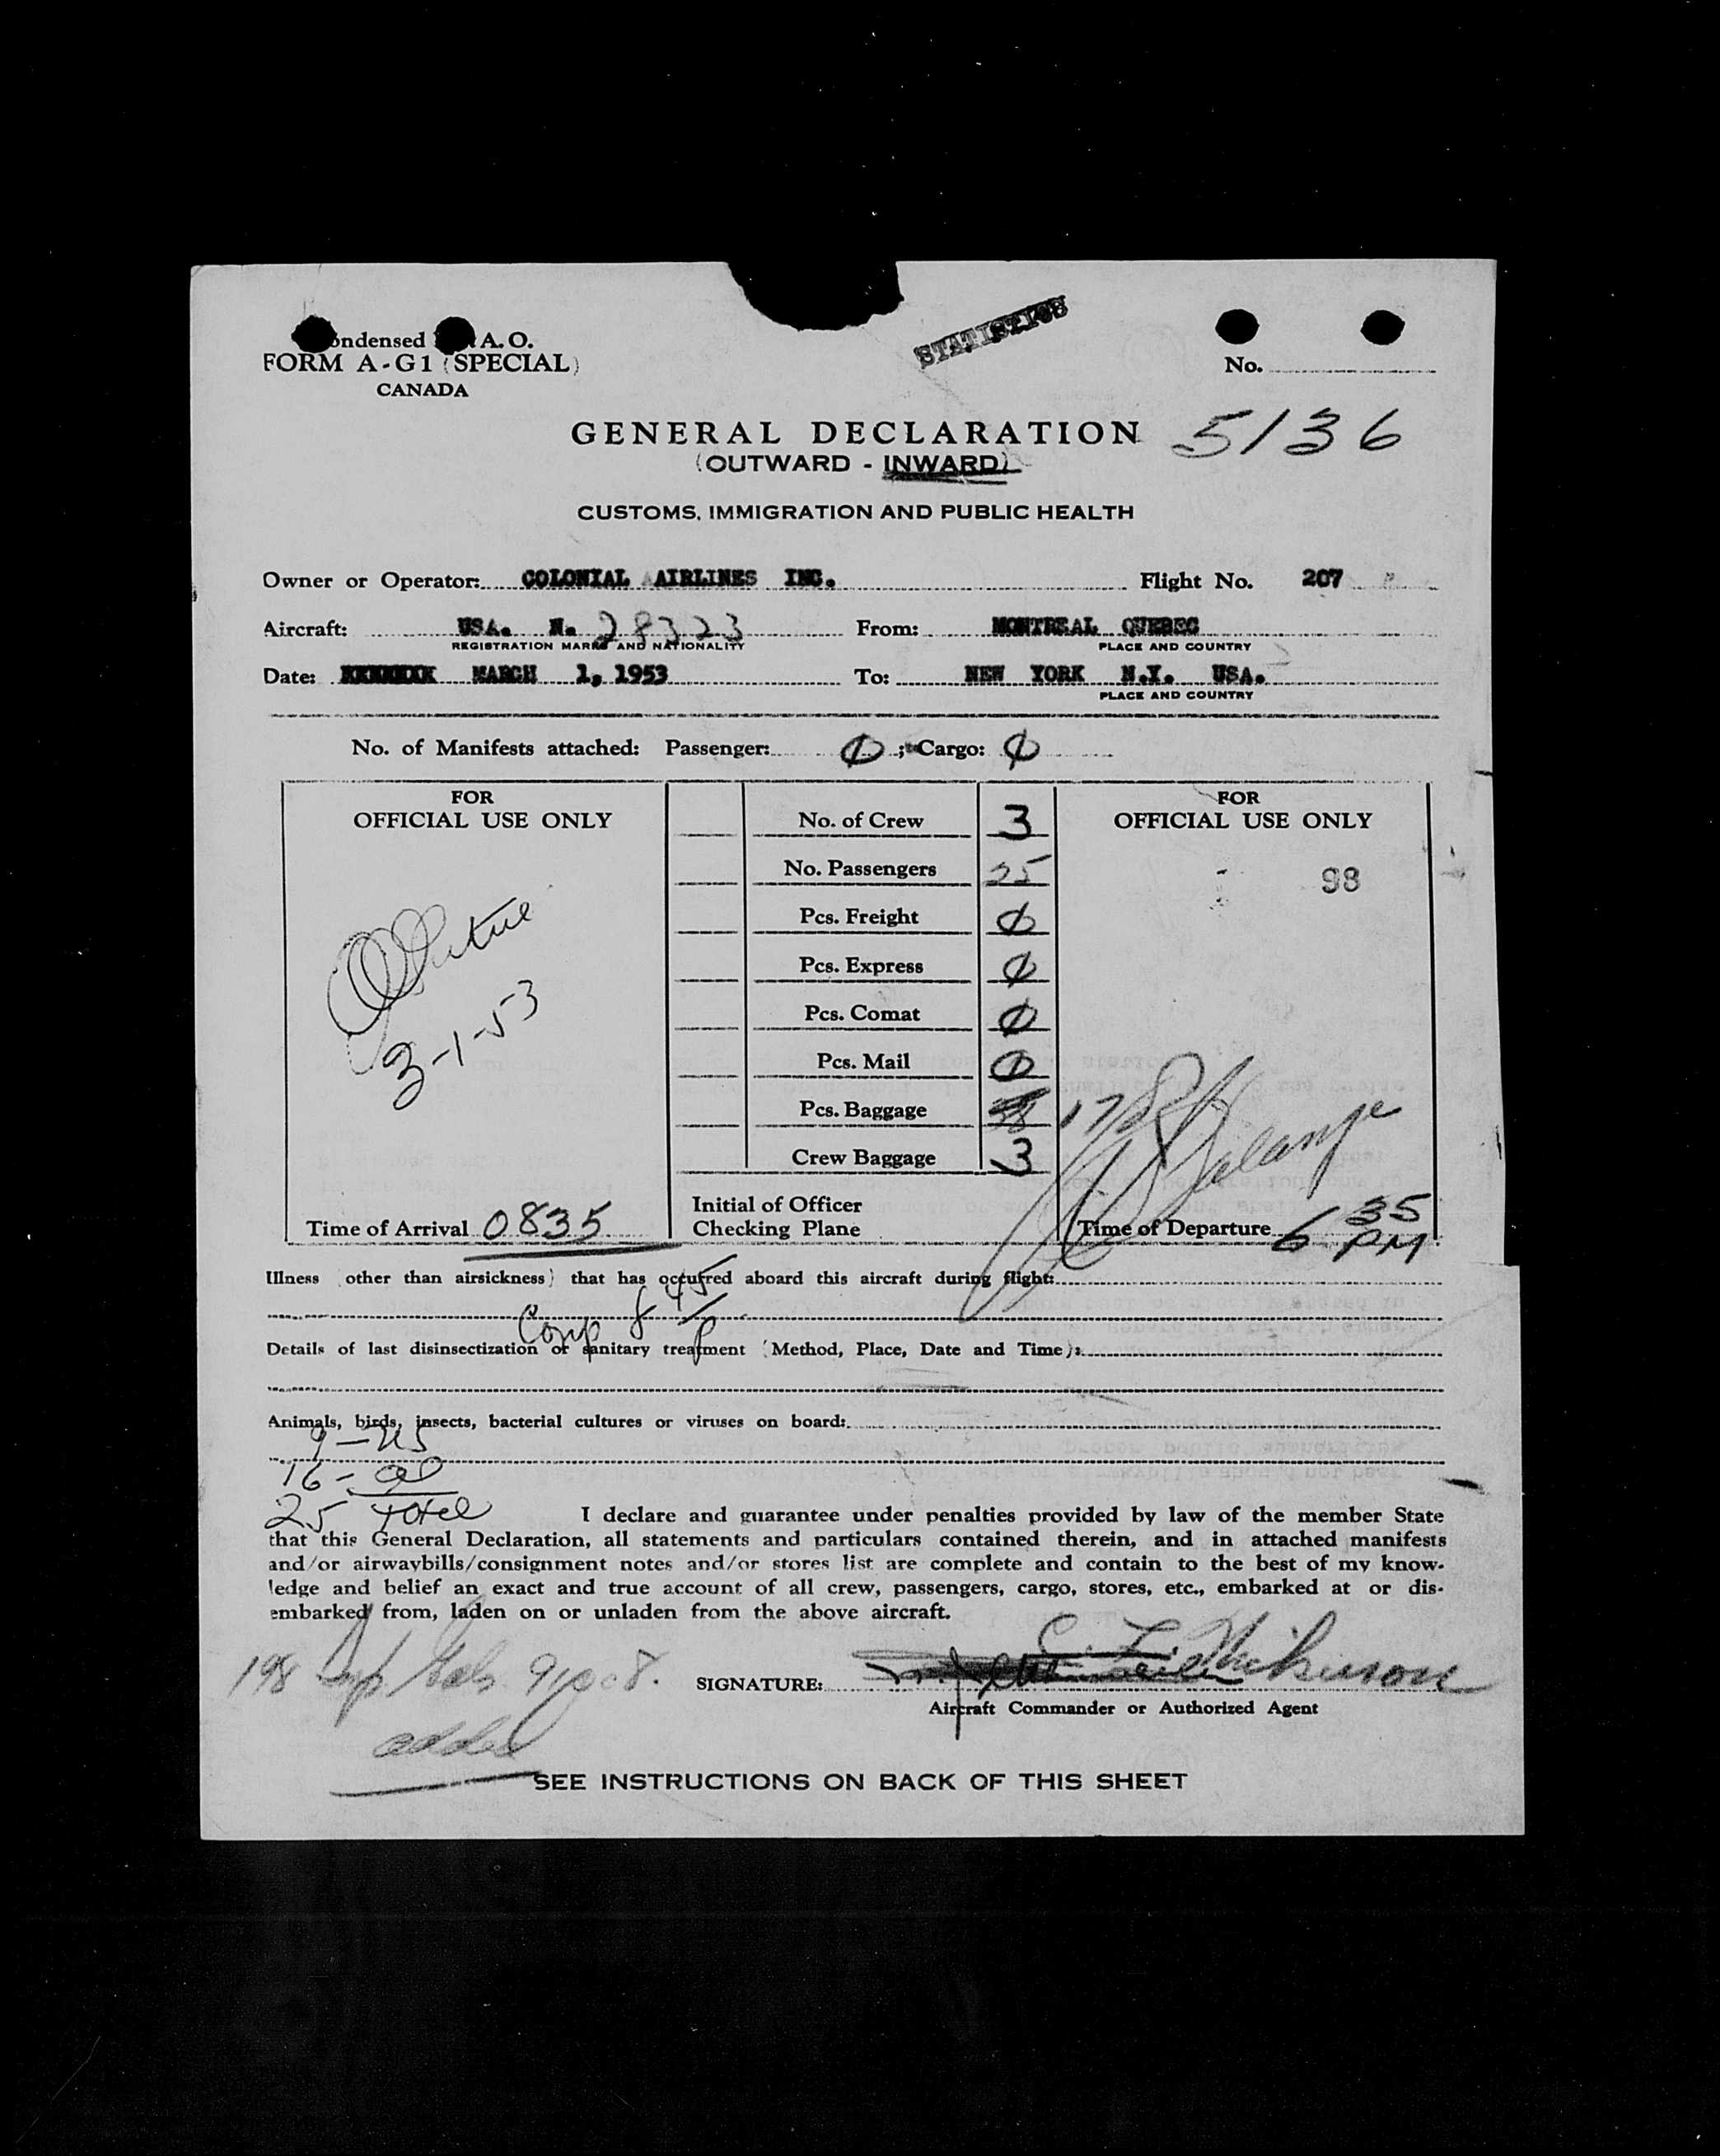 ondensed A.O.
FORM A-G1 (SPECIAL)
CANADA
STATISTICS
No.
5136
GENERAL DECLARATION
(OUTWARD - INWARD)
CUSTOMS, IMMIGRATION AND PUBLIC HEALTH
Owner or Operator: COLONIAL AIRLINES INC. Flight No. 207
Aircraft: USA. N. 28323 From: MONTREAL QUEBEC
REGISTRATION MARKS AND NATIONALITY PLACE AND COUNTRY
Date: MARCH 1, 1953 To: NEW YORK N.Y. USA.
PLACE AND COUNTRY
No. of Manifests attached: Passenger: 0 ; Cargo: 0
FOR
OFFICIAL USE ONLY
3-1-53
Time of Arrival 0835
No. of Crew 3
No. Passengers 25
Pcs. Freight 0
Pcs. Express 0
Pcs. Comat 0
Pcs. Mail 0
Pcs. Baggage 38
Crew Baggage 3
Initial of Officer
Checking Plane
FOR
OFFICIAL USE ONLY
98
Time of Departure 6 35 PM
Illness (other than airsickness) that has occurred aboard this aircraft during flight:
Comp 8 45 P
Details of last disinsectization or sanitary treatment (Method, Place, Date and Time):
Animals, birds, insects, bacterial cultures or viruses on board:
9 - US
16 - al
25 Total
I declare and guarantee under penalties provided by law of the member State
that this General Declaration, all statements and particulars contained therein, and in attached manifests
and/or airwaybills/consignment notes and/or stores list are complete and contain to the best of my know-
ledge and belief an exact and true account of all crew, passengers, cargo, stores, etc., embarked at or dis-
embarked from, laden on or unladen from the above aircraft.
198
added
SIGNATURE:
Aircraft Commander or Authorized Agent
SEE INSTRUCTIONS ON BACK OF THIS SHEET